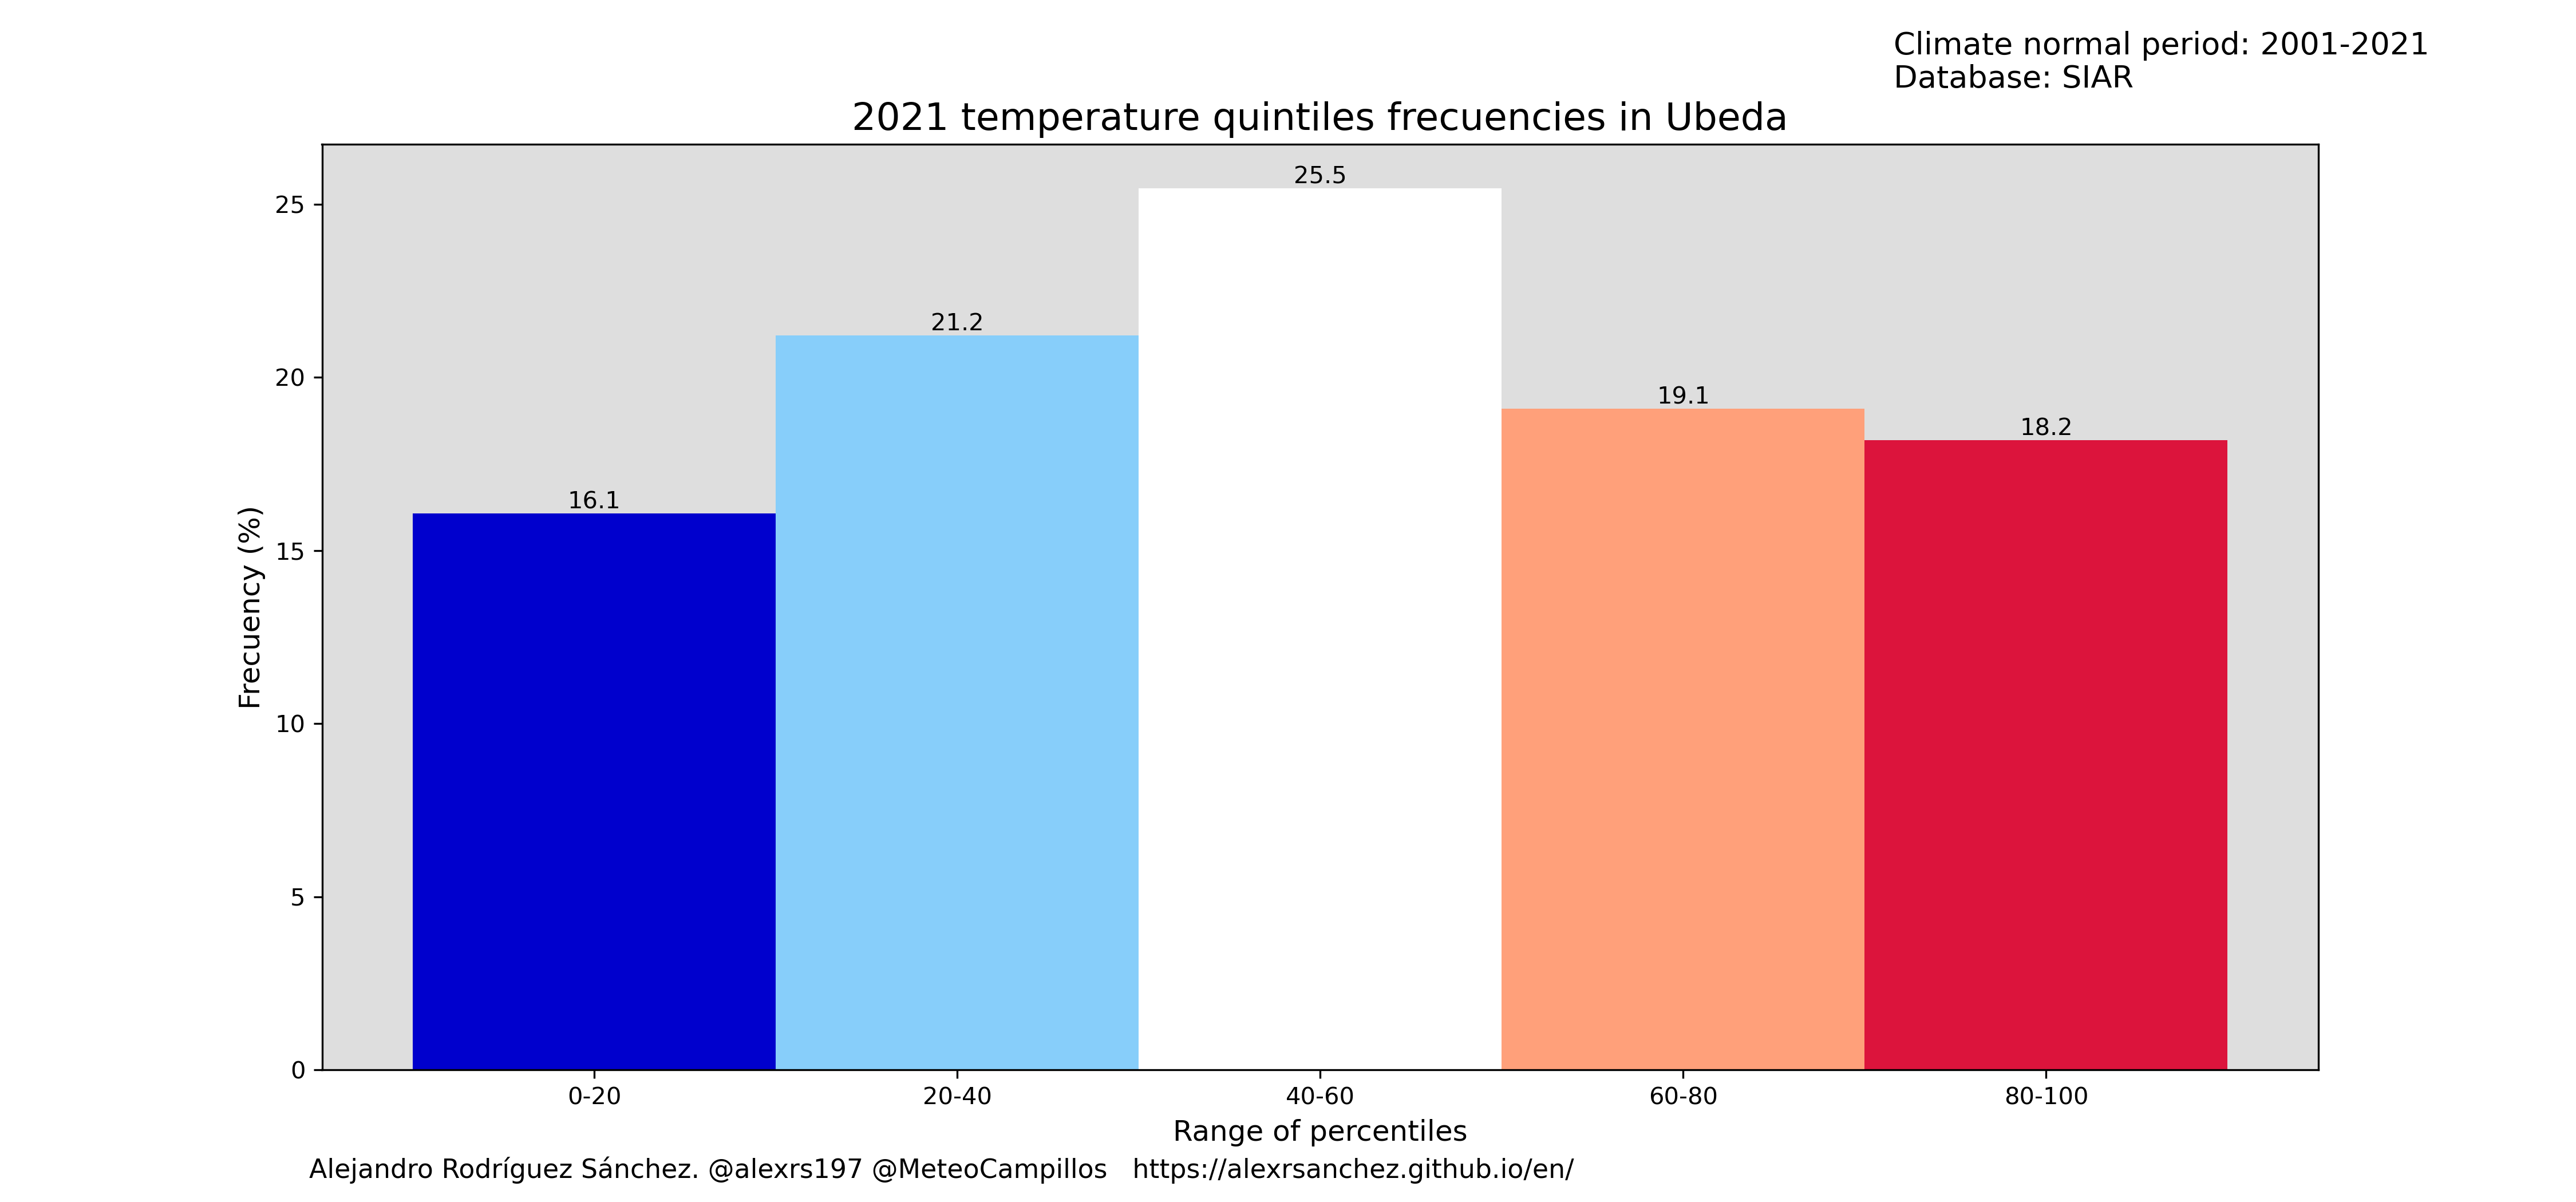 Climate normal period: 2001-2021
Database: SIAR
2021 temperature quintiles frecuencies in Ubeda
25.5
25
21.2
20
19.1
18.2
16.1
15
10
5
0
Frecuency (%)
0-20 20-40 40-60 60-80 80-100
Range of percentiles
Alejandro Rodríguez Sánchez. @alexrs197 @MeteoCampillos https://alexrsanchez.github.io/en/